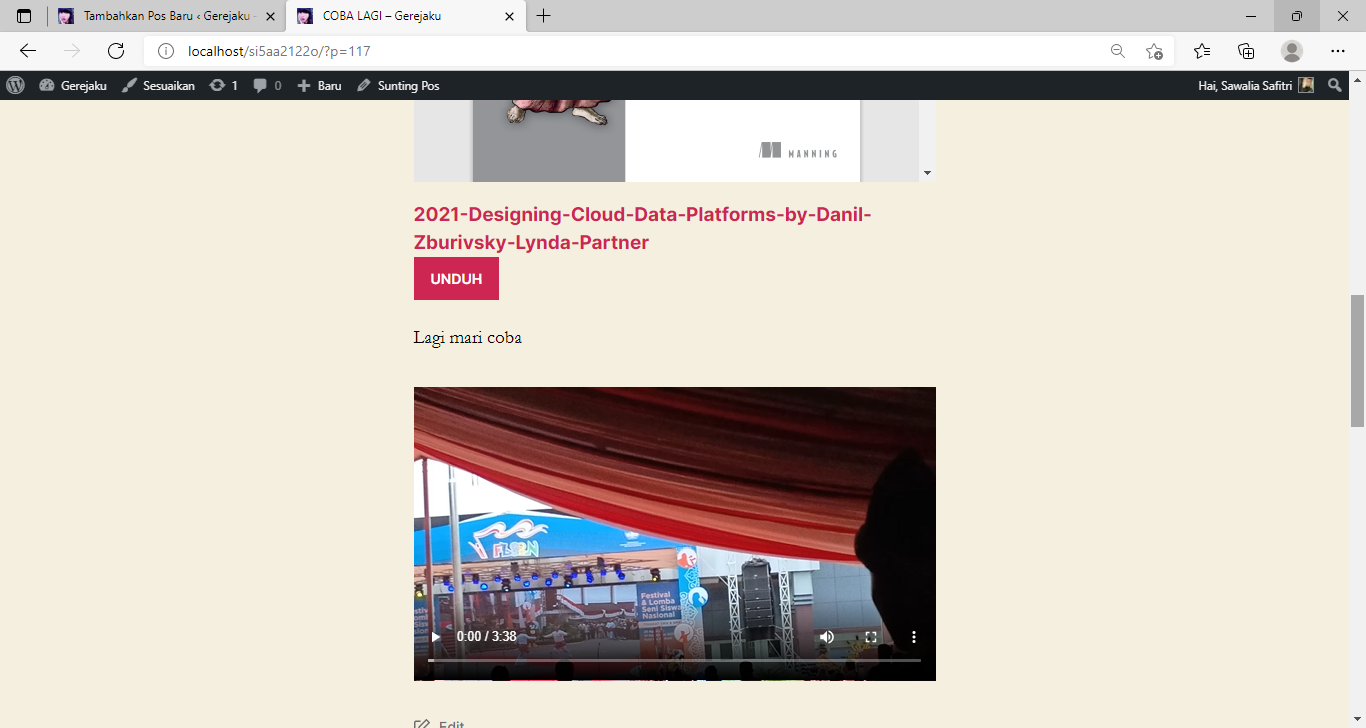 Tambahkan Pos Baru ‹ Gerejaku -
COBA LAGI – Gerejaku
localhost/si5aa2122o/?p=117
Gerejaku
Sesuaikan
1
0
Baru
Sunting Pos
Hai, Sawalia Safitri
MANNING
2021-Designing-Cloud-Data-Platforms-by-Danil-
Zburivsky-Lynda-Partner
UNDUH
Lagi mari coba
Festival
& Lomba
Seni Siswa
Nasional
0:00 / 3:38
Edit